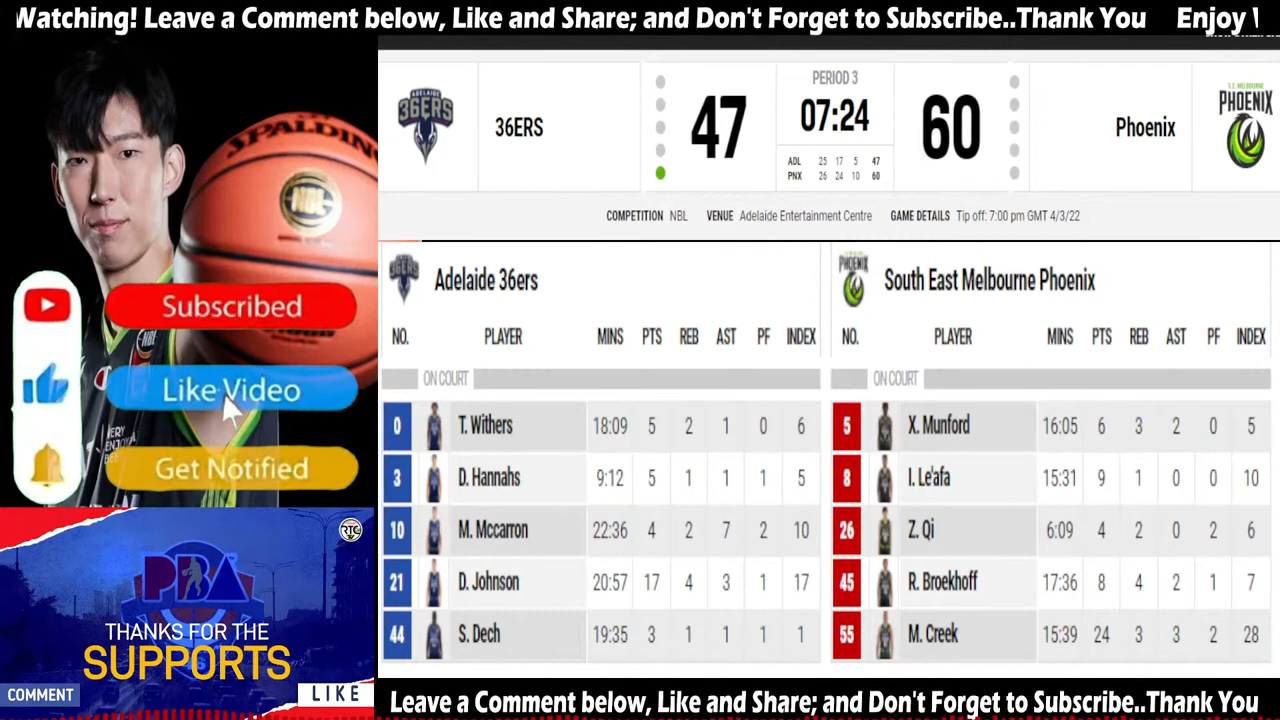 Watching! Leave a Comment below, Like and Share; and Don't Forget to Subscribe..Thank You Enjoy
SPALDING
NBL
NBL
Subscribed
Like Video
Get Notified
RTC
PBA
THANKS FOR THE
SUPPORTS
COMMENT
LIKE
ADELAIDE
36ERS
36ERS
47
PERIOD 3
07:24
ADL 25 17 5 47
PNX 26 24 10 60
60
Phoenix
S.E. MELBOURNE
PHOENIX
COMPETITION NBL VENUE Adelaide Entertainment Centre GAME DETAILS Tip off: 7:00 pm GMT 4/3/22
36ERS
Adelaide 36ers
NO. PLAYER MINS PTS REB AST PF INDEX
ON COURT
0 T. Withers 18:09 5 2 1 0 6
3 D. Hannahs 9:12 5 1 1 1 5
10 M. Mccarron 22:36 4 2 7 2 10
21 D. Johnson 20:57 17 4 3 1 17
44 S. Dech 19:35 3 1 1 1 1
PHOENIX
South East Melbourne Phoenix
NO. PLAYER MINS PTS REB AST PF INDEX
ON COURT
5 X. Munford 16:05 6 3 2 0 5
8 I. Le'afa 15:31 9 1 0 0 10
26 Z. Qi 6:09 4 2 0 2 6
45 R. Broekhoff 17:36 8 4 2 1 7
55 M. Creek 15:39 24 3 3 2 28
Leave a Comment below, Like and Share; and Don't Forget to Subscribe..Thank You